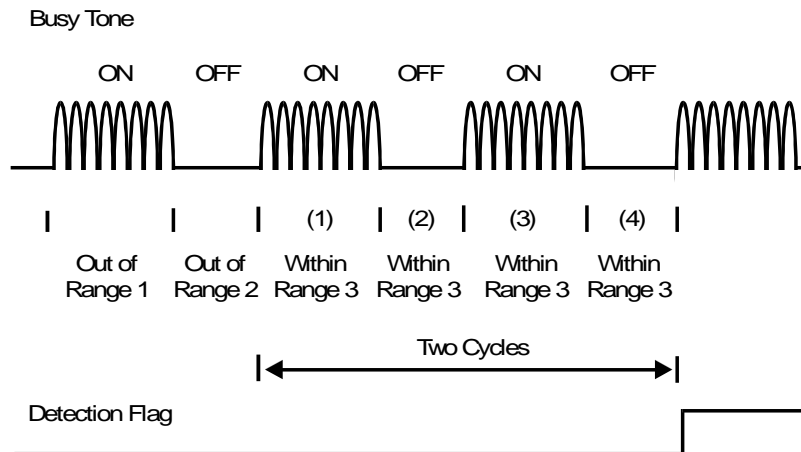 Busy Tone
ON OFF ON OFF ON OFF
(1) (2) (3) (4)
Out of Out of Within Within Within Within
Range 1 Range 2 Range 3 Range 3 Range 3 Range 3
Two Cycles
Detection Flag